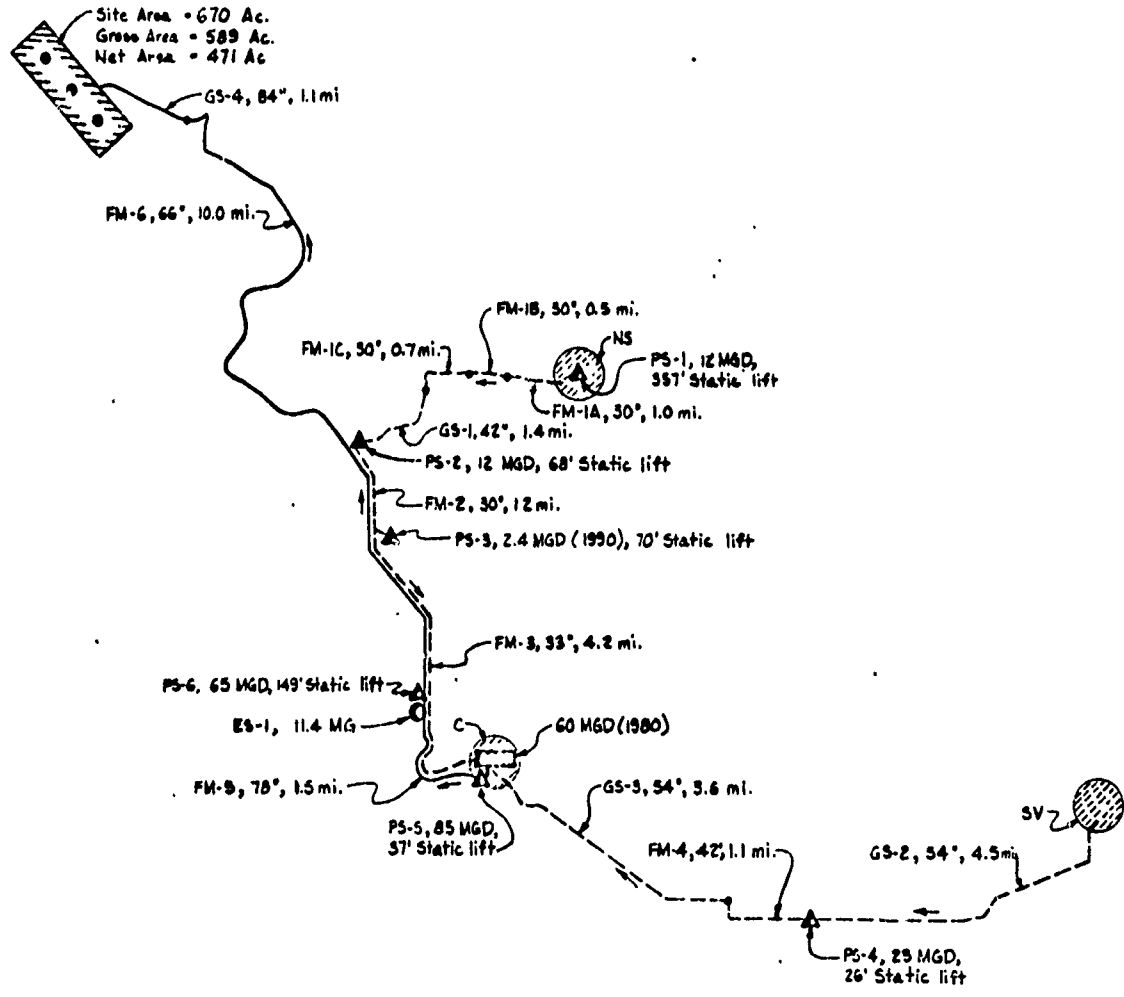 Site Area = 670 Ac.
Gross Area = 589 Ac.
Net Area = 471 Ac
GS-4, 84", 1.1 mi
FM-6, 66", 10.0 mi.
FM-1B, 30", 0.5 mi.
NS
FM-1C, 30", 0.7 mi.
PS-1, 12 MGD,
357' Static lift
FM-1A, 30", 1.0 mi.
GS-1, 42", 1.4 mi.
PS-2, 12 MGD, 68' Static lift
FM-2, 30", 1.2 mi.
PS-3, 2.4 MGD (1990), 70' Static lift
FM-3, 33", 4.2 mi.
PS-6, 65 MGD, 149' Static lift
ES-1, 11.4 MG
C
60 MGD (1980)
FM-5, 78", 1.5 mi.
GS-3, 54", 3.6 mi.
SV
PS-5, 85 MGD,
37' Static lift
FM-4, 42", 1.1 mi.
GS-2, 54", 4.5 mi
PS-4, 29 MGD,
26' Static lift